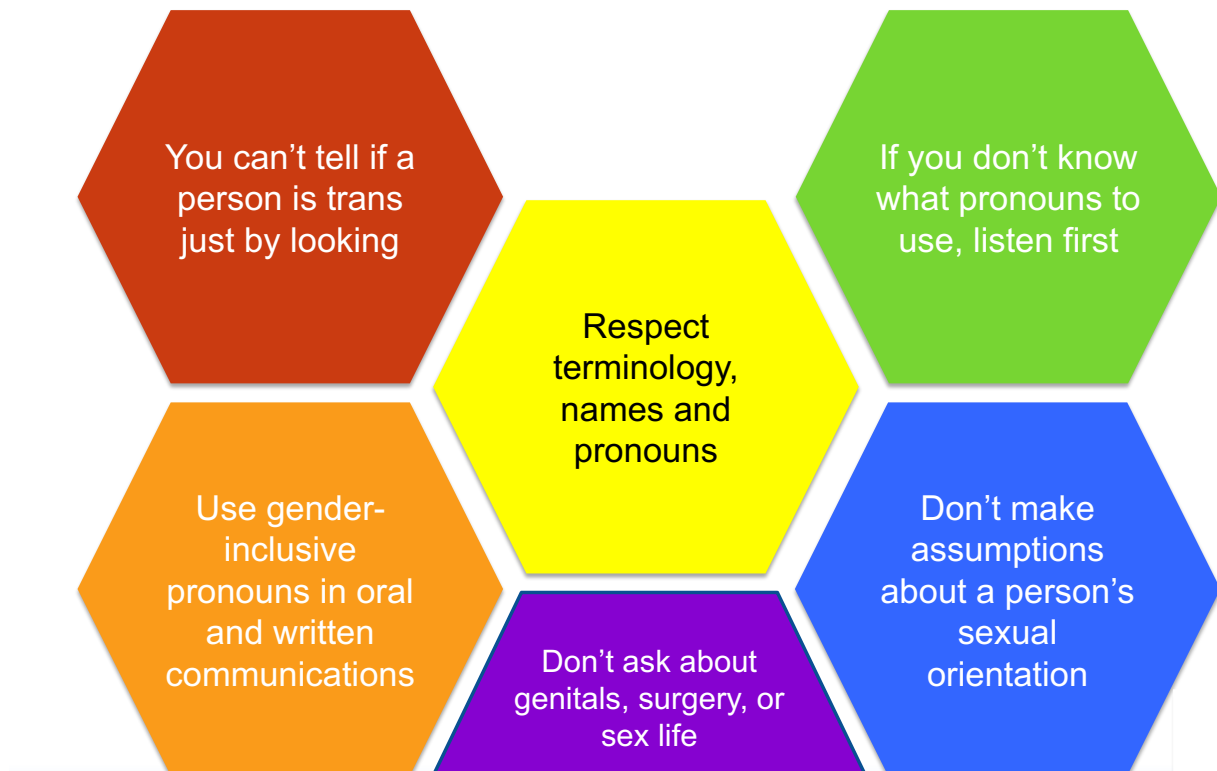 You can’t tell if a
person is trans
just by looking
If you don’t know
what pronouns to
use, listen first
Respect
terminology,
names and
pronouns
Use gender-
inclusive
pronouns in oral
and written
communications
Don’t make
assumptions
about a person’s
sexual
orientation
Don’t ask about
genitals, surgery, or
sex life